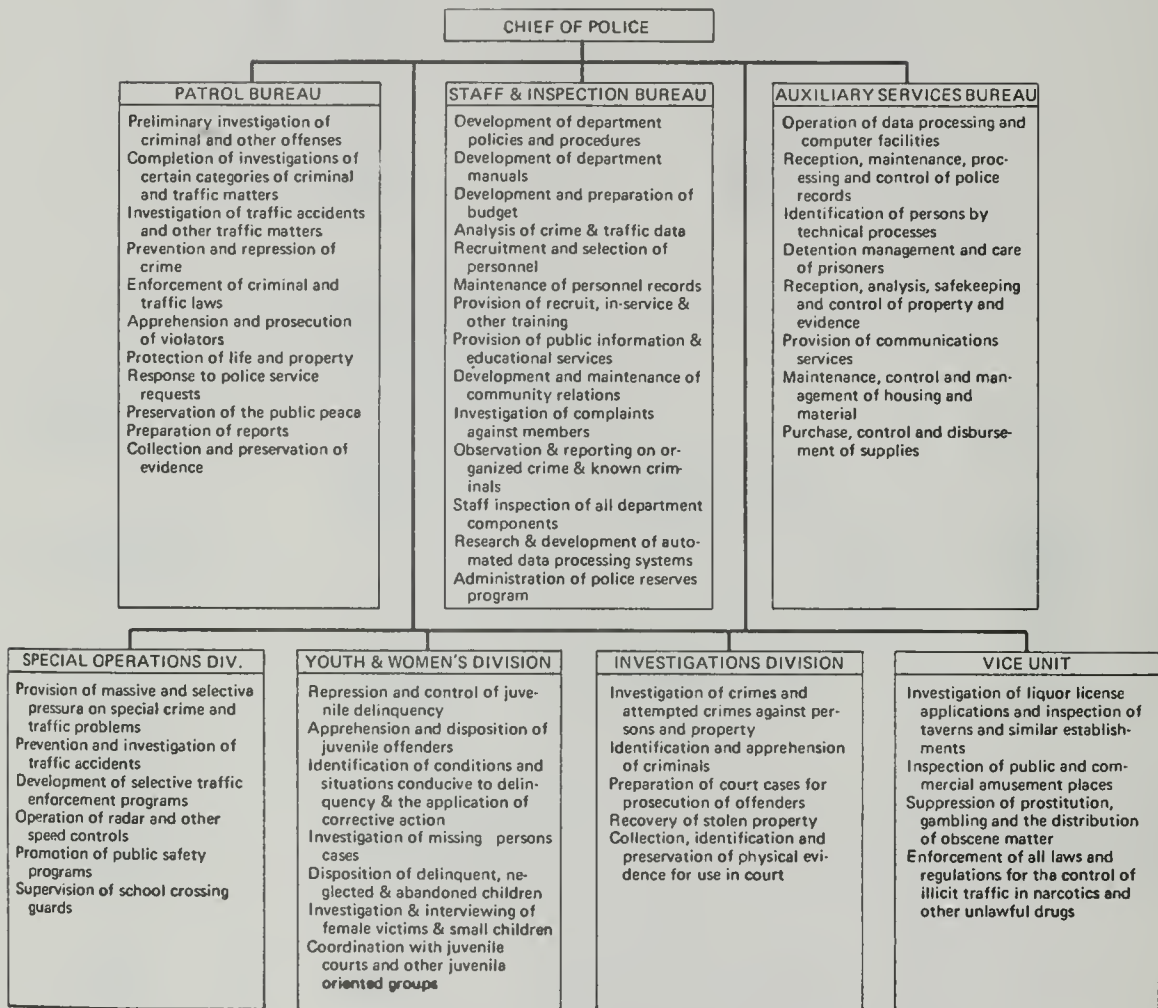 CHIEF OF POLICE
PATROL BUREAU
Preliminary investigation of
criminal and other offenses
Completion of investigations of
certain categories of criminal
and traffic matters
Investigation of traffic accidents
and other traffic matters
Prevention and repression of
crime
Enforcement of criminal and
traffic laws
Apprehension and prosecution
of violators
Protection of life and property
Response to police service
requests
Preservation of the public peace
Preparation of reports
Collection and preservation of
evidence
STAFF & INSPECTION BUREAU
Development of department
policies and procedures
Development of department
manuals
Development and preparation of
budget
Analysis of crime & traffic data
Recruitment and selection of
personnel
Maintenance of personnel records
Provision of recruit, in-service &
other training
Provision of public information &
educational services
Development and maintenance of
community relations
Investigation of complaints
against members
Observation & reporting on or-
ganized crime & known crim-
inals
Staff inspection of all department
components
Research & development of auto-
mated data processing systems
Administration of police reserves
program
AUXILIARY SERVICES BUREAU
Operation of data processing and
computer facilities
Reception, maintenance, proc-
essing and control of police
records
Identification of persons by
technical processes
Detention management and care
of prisoners
Reception, analysis, safekeeping
and control of property and
evidence
Provision of communications
services
Maintenance, control and man-
agement of housing and
material
Purchase, control and disburse-
ment of supplies
SPECIAL OPERATIONS DIV.
Provision of massive and selective
pressure on special crime and
traffic problems
Prevention and investigation of
traffic accidents
Development of selective traffic
enforcement programs
Operation of radar and other
speed controls
Promotion of public safety
programs
Supervision of school crossing
guards
YOUTH & WOMEN'S DIVISION
Repression and control of juve-
nile delinquency
Apprehension and disposition of
juvenile offenders
Identification of conditions and
situations conducive to delin-
quency & the application of
corrective action
Investigation of missing persons
cases
Disposition of delinquent, ne-
glected & abandoned children
Investigation & interviewing of
female victims & small children
Coordination with juvenile
courts and other juvenile
oriented groups
INVESTIGATIONS DIVISION
Investigation of crimes and
attempted crimes against per-
sons and property
Identification and apprehension
of criminals
Preparation of court cases for
prosecution of offenders
Recovery of stolen property
Collection, identification and
preservation of physical evi-
dence for use in court
VICE UNIT
Investigation of liquor license
applications and inspection of
taverns and similar establish-
ments
Inspection of public and com-
mercial amusement places
Suppression of prostitution,
gambling and the distribution
of obscene matter
Enforcement of all laws and
regulations for the control of
illicit traffic in narcotics and
other unlawful drugs